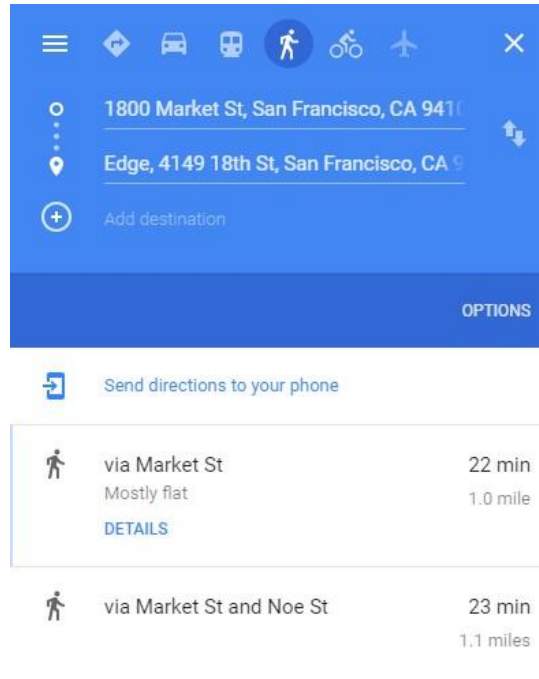 1800 Market St, San Francisco, CA 941
Edge, 4149 18th St, San Francisco, CA 9
Add destination
OPTIONS
Send directions to your phone
via Market St 22 min
Mostly flat 1.0 mile
DETAILS
via Market St and Noe St 23 min
1.1 miles